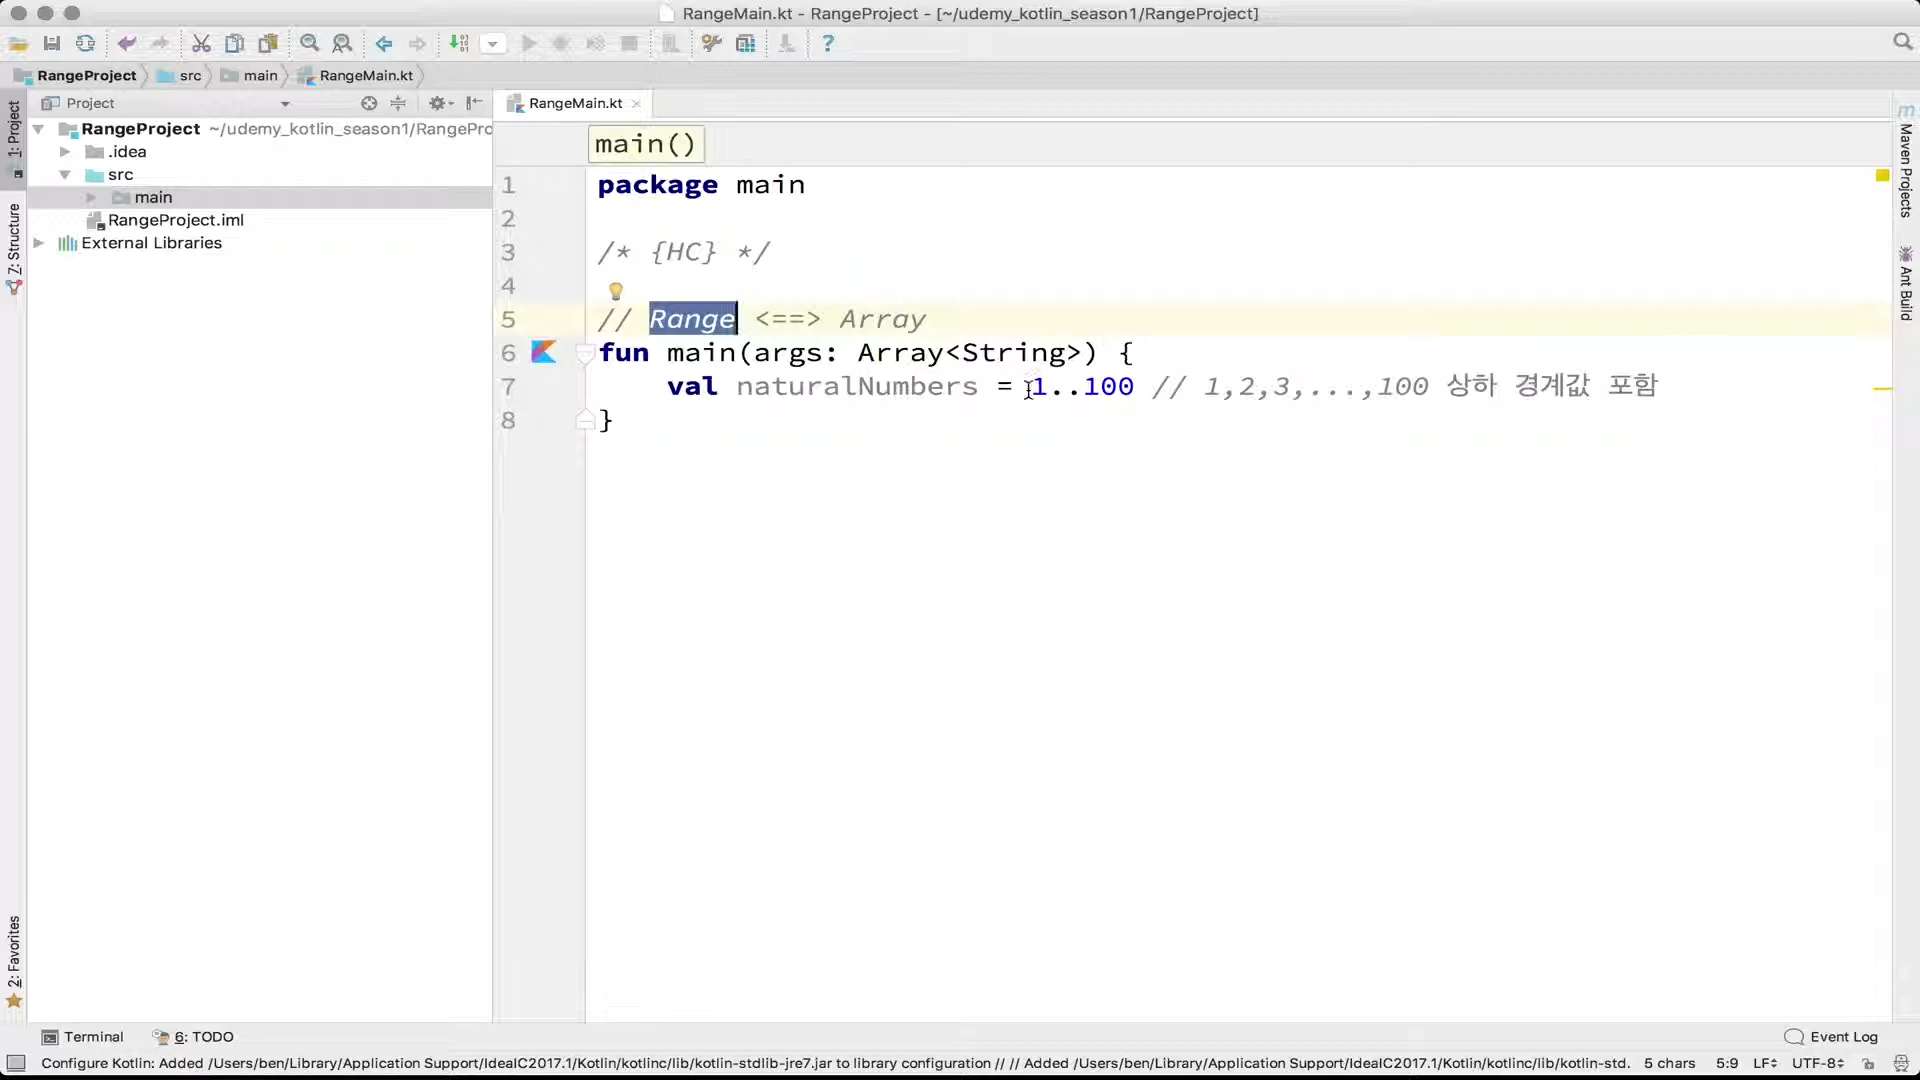 RangeMain.kt - RangeProject - [~/udemy_kotlin_season1/RangeProject]
RangeProject src main RangeMain.kt
Project
RangeMain.kt
RangeProject ~/udemy_kotlin_season1/RangePro
.idea
src
main
RangeProject.iml
External Libraries
1: Project
Z: Structure
2: Favorites
main()
1 package main
2
3 /* {HC} */
4
5 // Range <==> Array
6 fun main(args: Array<String>) {
7 val naturalNumbers = 1..100 // 1,2,3,...,100 상하 경계값 포함
8 }
m Maven Projects
Ant Build
Terminal
6: TODO
Event Log
Configure Kotlin: Added /Users/ben/Library/Application Support/IdeaIC2017.1/Kotlin/kotlinc/lib/kotlin-stdlib-jre7.jar to library configuration // // Added /Users/ben/Library/Application Support/IdeaIC2017.1/Kotlin/kotlinc/lib/kotlin-std.
5 chars 5:9 LF UTF-8